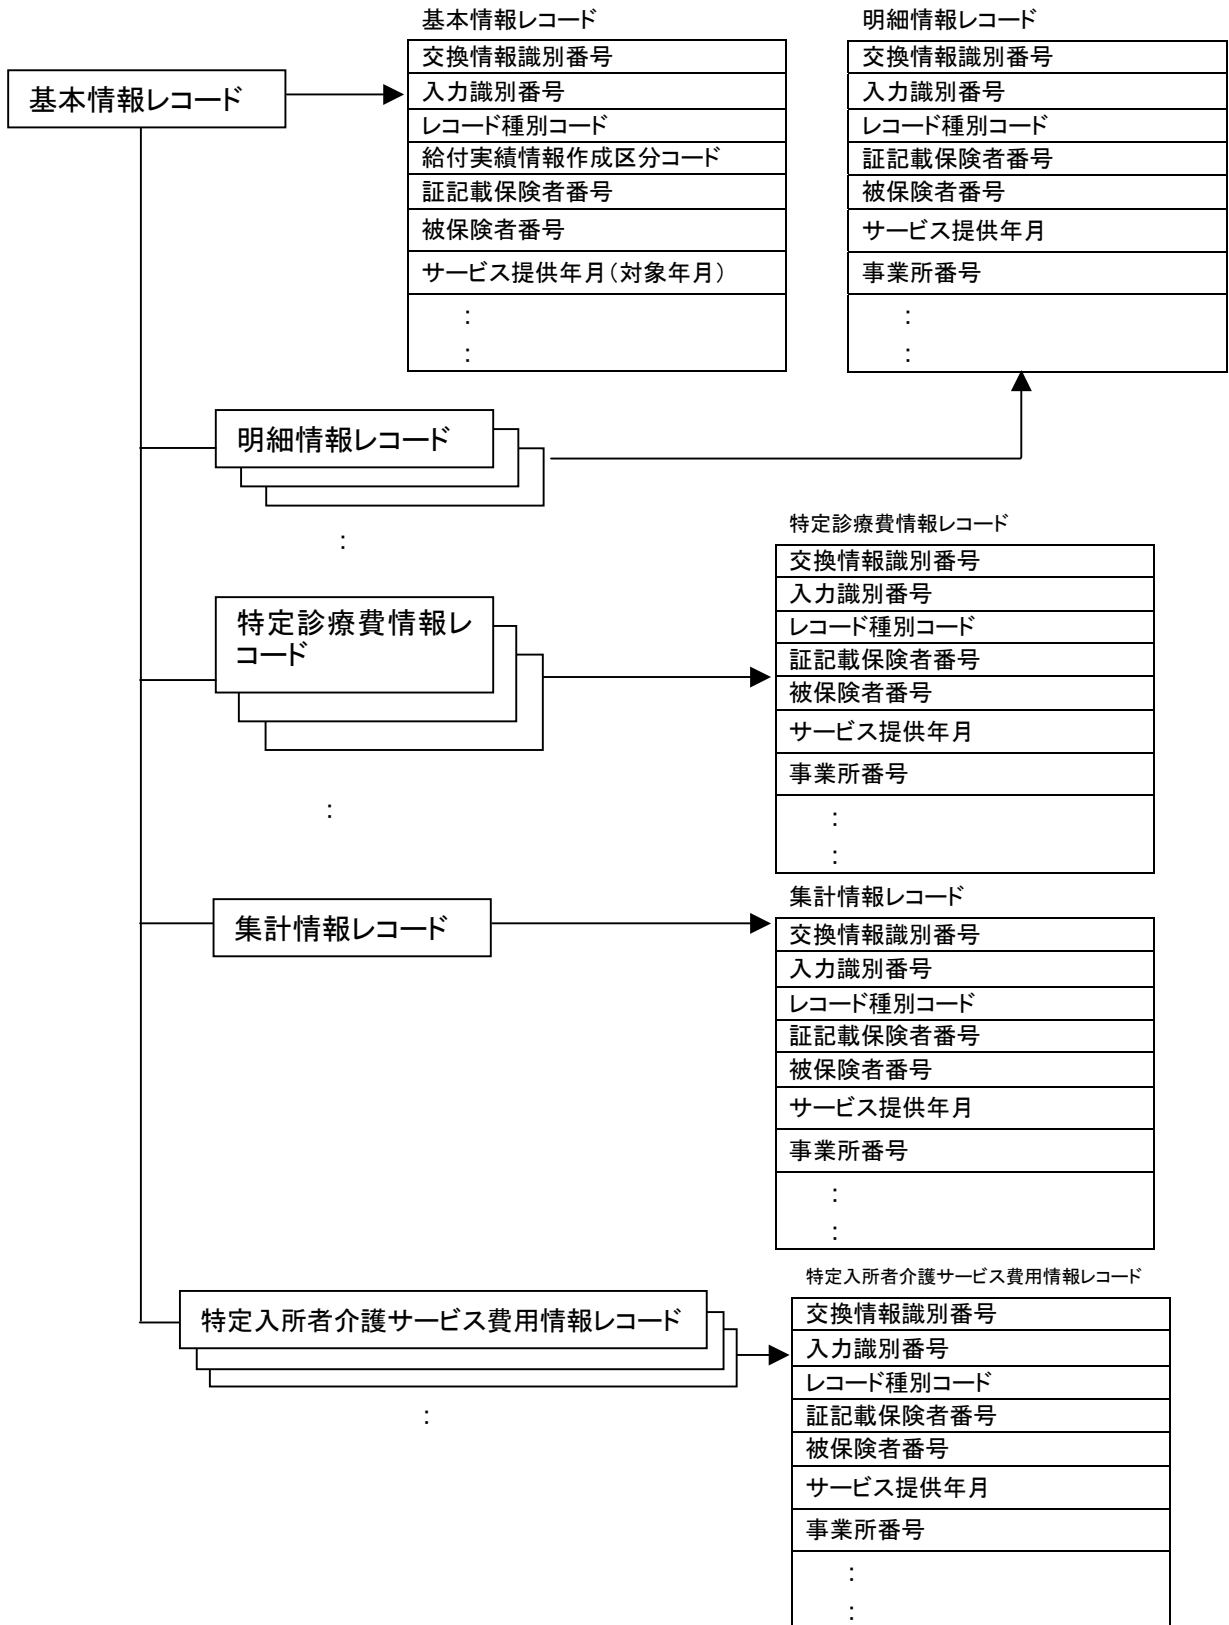 基本情報レコード
基本情報レコード
交換情報識別番号
入力識別番号
レコード種別コード
給付実績情報作成区分コード
証記載保険者番号
被保険者番号
サービス提供年月(対象年月)
:
:
明細情報レコード
交換情報識別番号
入力識別番号
レコード種別コード
証記載保険者番号
被保険者番号
サービス提供年月
事業所番号
:
:
明細情報レコード
:
特定診療費情報レ
コード
:
特定診療費情報レコード
交換情報識別番号
入力識別番号
レコード種別コード
証記載保険者番号
被保険者番号
サービス提供年月
事業所番号
:
:
集計情報レコード
集計情報レコード
交換情報識別番号
入力識別番号
レコード種別コード
証記載保険者番号
被保険者番号
サービス提供年月
事業所番号
:
:
特定入所者介護サービス費用情報レコード
:
特定入所者介護サービス費用情報レコード
交換情報識別番号
入力識別番号
レコード種別コード
証記載保険者番号
被保険者番号
サービス提供年月
事業所番号
:
: